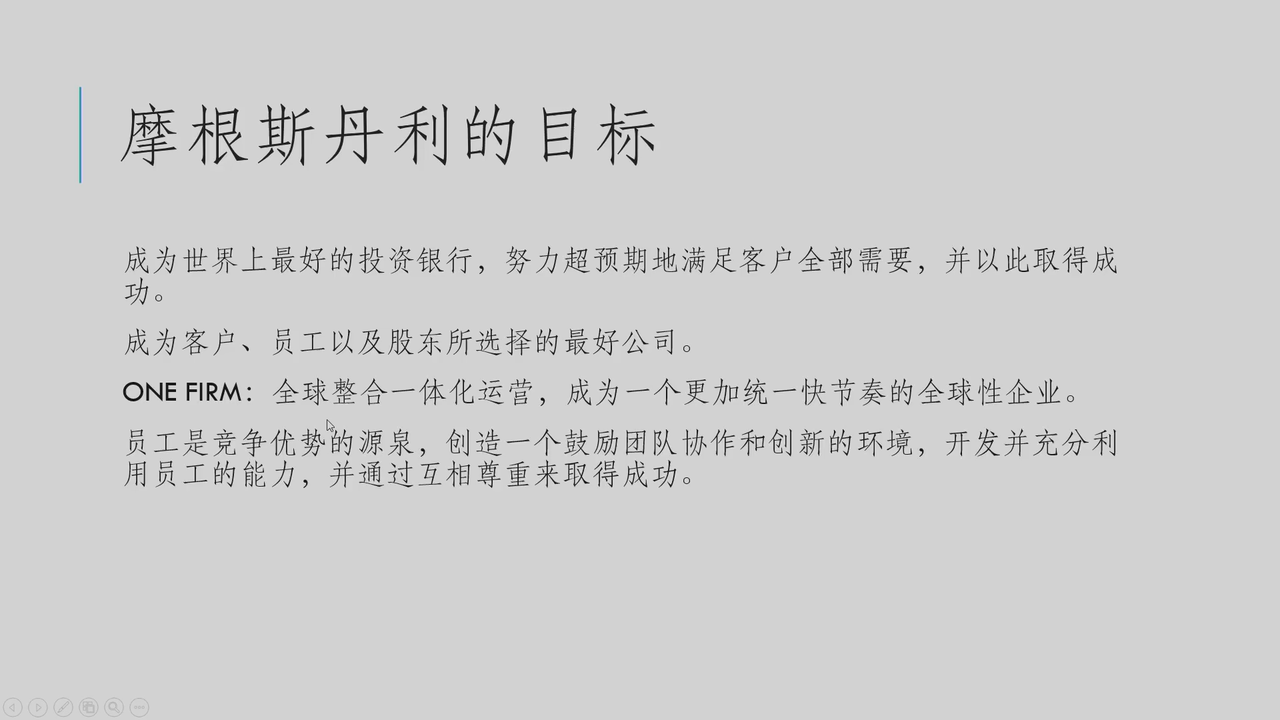 摩根斯丹利的目标
成为世界上最好的投资银行，努力超预期地满足客户全部需要，并以此取得成
功。
成为客户、员工以及股东所选择的最好公司。
ONE FIRM：全球整合一体化运营，成为一个更加统一快节奏的全球性企业。
员工是竞争优势的源泉，创造一个鼓励团队协作和创新的环境，开发并充分利
用员工的能力，并通过互相尊重来取得成功。